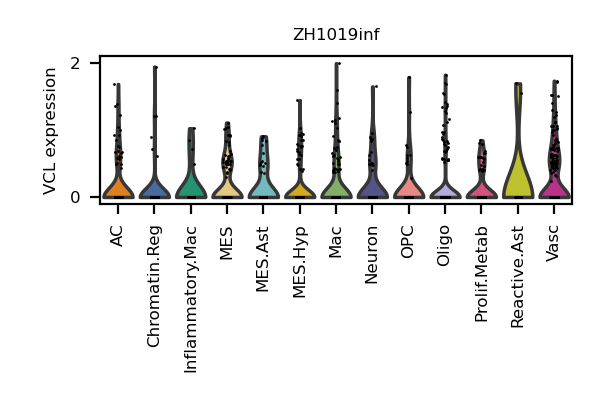 ZH1019inf
VCL expression
2
0
AC
Chromatin.Reg
Inflammatory.Mac
MES
MES.Ast
MES.Hyp
Mac
Neuron
OPC
Oligo
Prolif.Metab
Reactive.Ast
Vasc